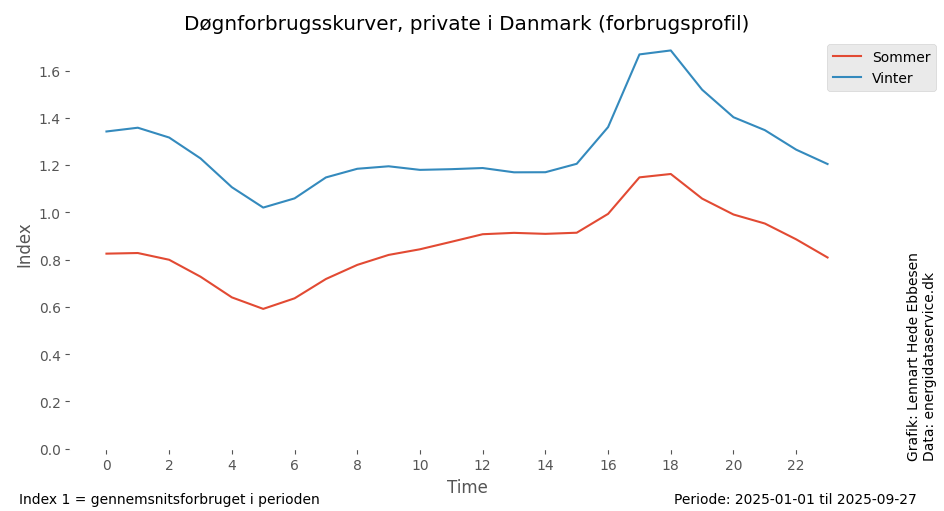 Døgnforbrugsskurver, private i Danmark (forbrugsprofil)
Sommer
Vinter
1.6
1.4
1.2
1.0
0.8
0.6
0.4
0.2
0.0
Index
0 2 4 6 8 10 12 14 16 18 20 22
Time
Grafik: Lennart Hede Ebbesen
Data: energidataservice.dk
Index 1 = gennemsnitsforbruget i perioden
Periode: 2025-01-01 til 2025-09-27